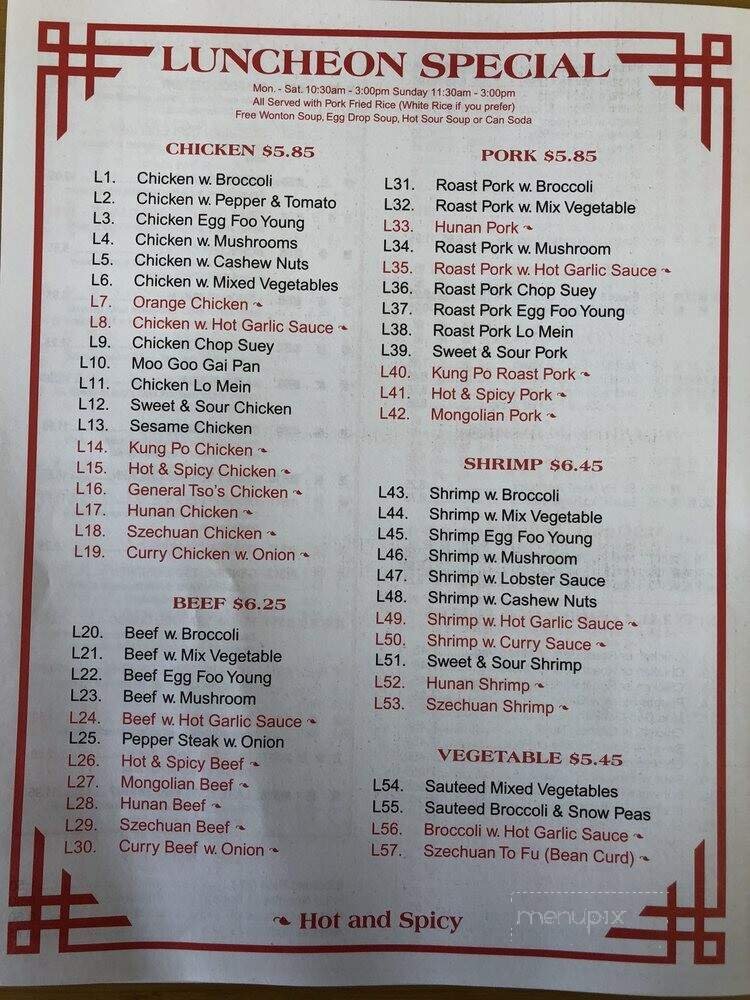 LUNCHEON SPECIAL
Mon. - Sat. 10:30am - 3:00pm Sunday 11:30am - 3:00pm
All Served with Pork Fried Rice (White Rice if you prefer)
Free Wonton Soup, Egg Drop Soup, Hot Sour Soup or Can Soda
CHICKEN $5.85
L1. Chicken w. Broccoli
L2. Chicken w. Pepper & Tomato
L3. Chicken Egg Foo Young
L4. Chicken w. Mushrooms
L5. Chicken w. Cashew Nuts
L6. Chicken w. Mixed Vegetables
L7. Orange Chicken
L8. Chicken w. Hot Garlic Sauce
L9. Chicken Chop Suey
L10. Moo Goo Gai Pan
L11. Chicken Lo Mein
L12. Sweet & Sour Chicken
L13. Sesame Chicken
L14. Kung Po Chicken
L15. Hot & Spicy Chicken
L16. General Tso's Chicken
L17. Hunan Chicken
L18. Szechuan Chicken
L19. Curry Chicken w. Onion
BEEF $6.25
L20. Beef w. Broccoli
L21. Beef w. Mix Vegetable
L22. Beef Egg Foo Young
L23. Beef w. Mushroom
L24. Beef w. Hot Garlic Sauce
L25. Pepper Steak w. Onion
L26. Hot & Spicy Beef
L27. Mongolian Beef
L28. Hunan Beef
L29. Szechuan Beef
L30. Curry Beef w. Onion
PORK $5.85
L31. Roast Pork w. Broccoli
L32. Roast Pork w. Mix Vegetable
L33. Hunan Pork
L34. Roast Pork w. Mushroom
L35. Roast Pork w. Hot Garlic Sauce
L36. Roast Pork Chop Suey
L37. Roast Pork Egg Foo Young
L38. Roast Pork Lo Mein
L39. Sweet & Sour Pork
L40. Kung Po Roast Pork
L41. Hot & Spicy Pork
L42. Mongolian Pork
SHRIMP $6.45
L43. Shrimp w. Broccoli
L44. Shrimp w. Mix Vegetable
L45. Shrimp Egg Foo Young
L46. Shrimp w. Mushroom
L47. Shrimp w. Lobster Sauce
L48. Shrimp w. Cashew Nuts
L49. Shrimp w. Hot Garlic Sauce
L50. Shrimp w. Curry Sauce
L51. Sweet & Sour Shrimp
L52. Hunan Shrimp
L53. Szechuan Shrimp
VEGETABLE $5.45
L54. Sauteed Mixed Vegetables
L55. Sauteed Broccoli & Snow Peas
L56. Broccoli w. Hot Garlic Sauce
L57. Szechuan To Fu (Bean Curd)
Hot and Spicy
menupix